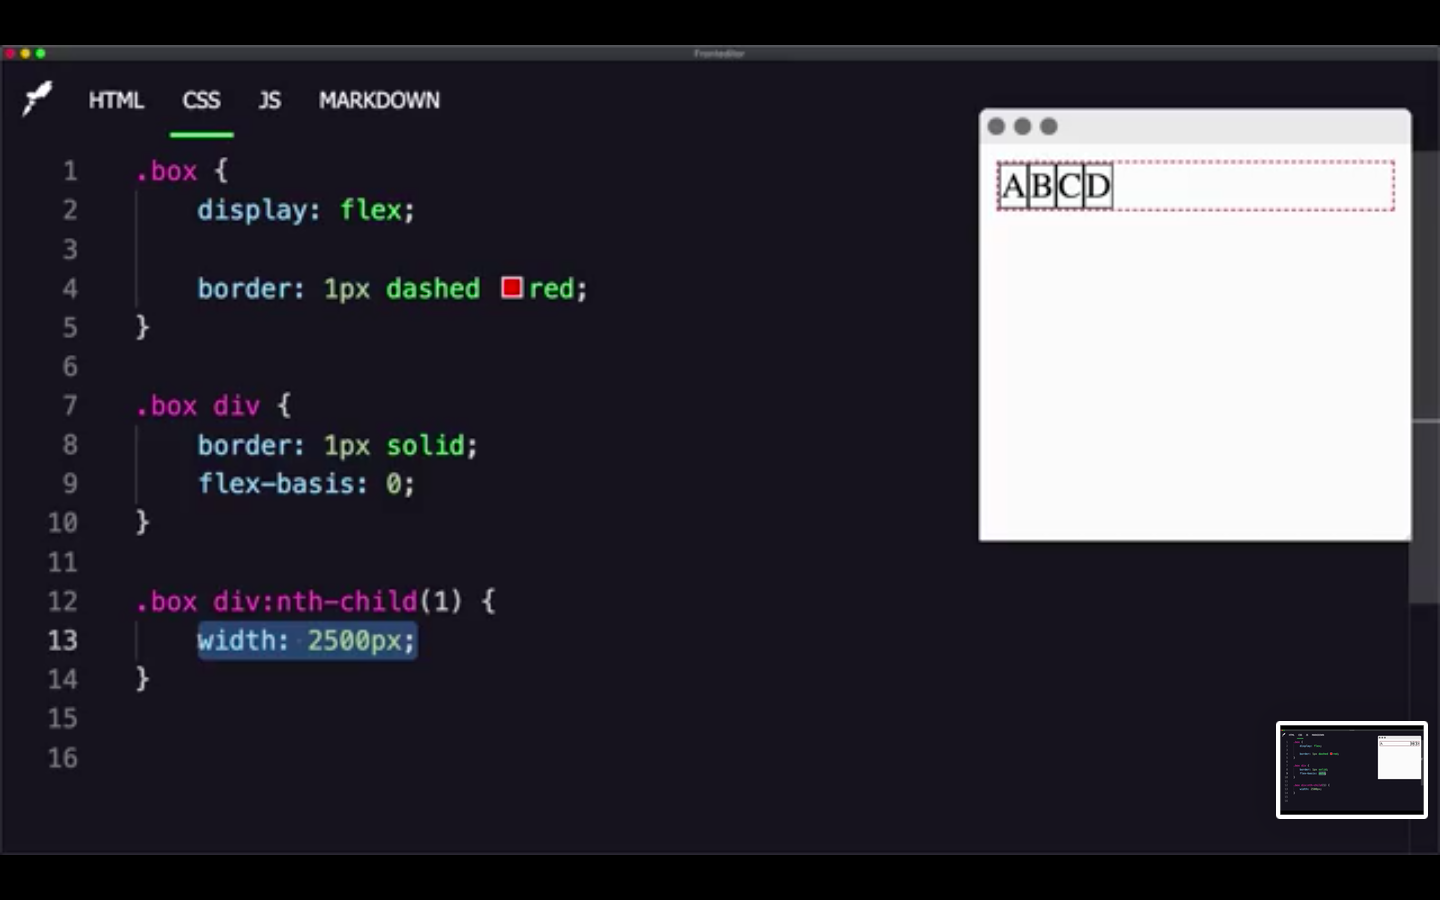 Fronteditor
HTML CSS JS MARKDOWN
1 .box {
2 display: flex;
3
4 border: 1px dashed red;
5 }
6
7 .box div {
8 border: 1px solid;
9 flex-basis: 0;
10 }
11
12 .box div:nth-child(1) {
13 width: 2500px;
14 }
15
16
A B C D